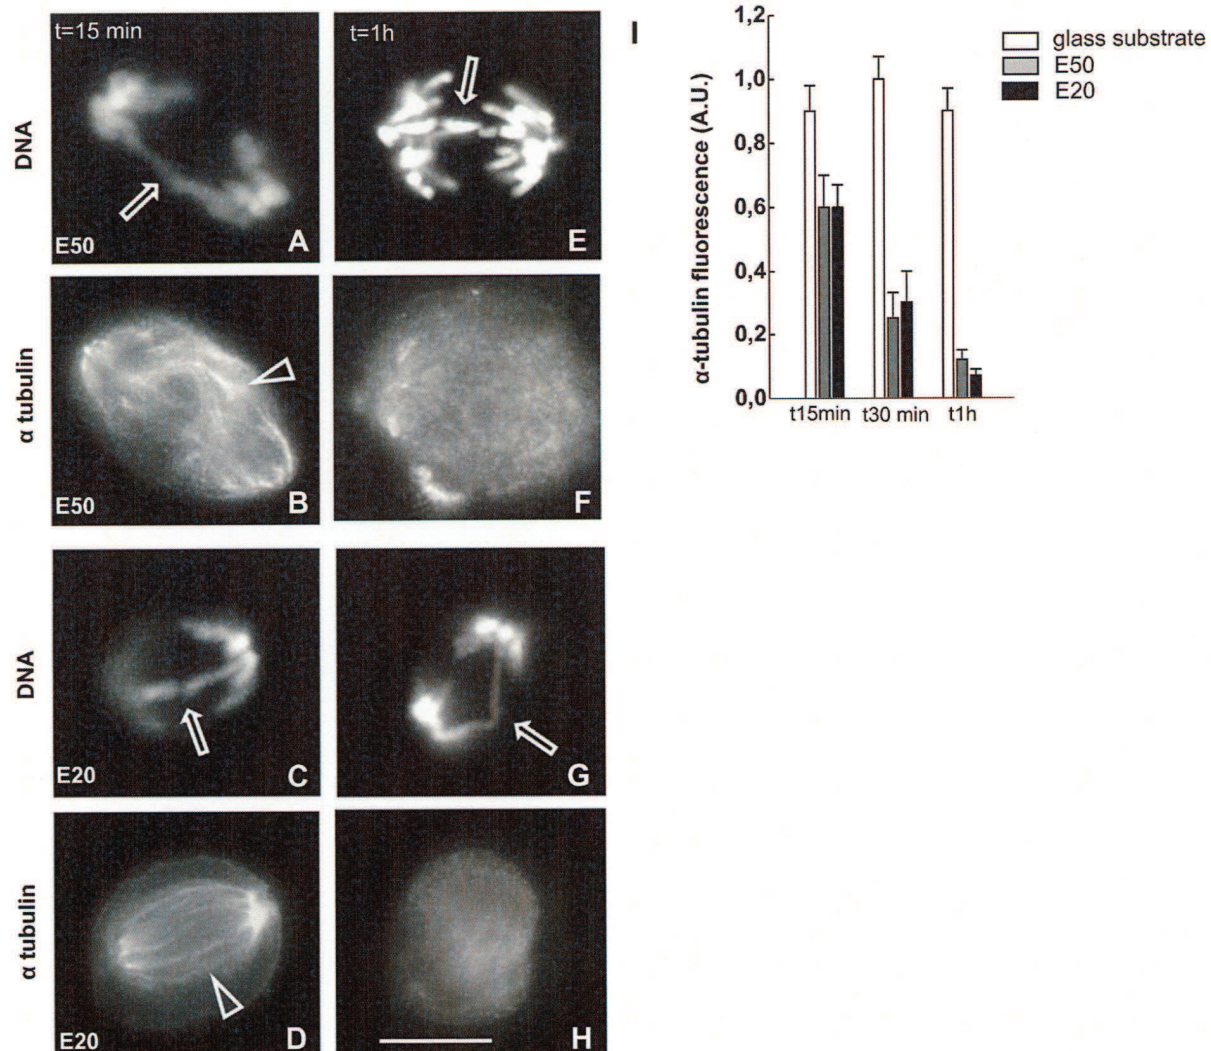 t=15 min
t=1h
DNA
E50
A
E
α tubulin
E50
B
F
DNA
E20
C
G
α tubulin
E20
D
H
I
1,2
1,0
0,8
0,6
0,4
0,2
0,0
α-tubulin fluorescence (A.U.)
t15min t30 min t1h
glass substrate
E50
E20